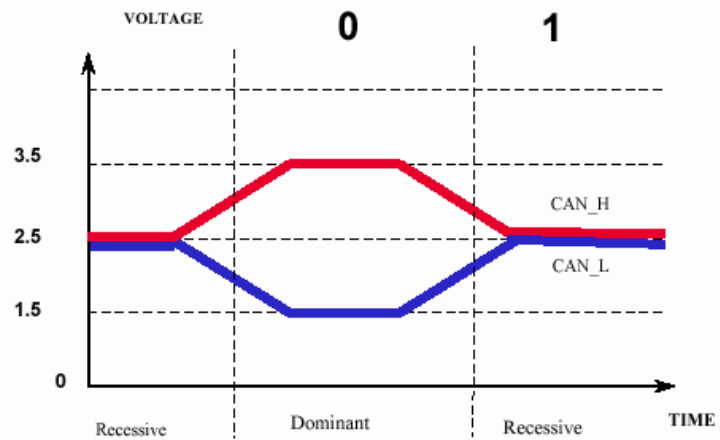 VOLTAGE
0
1
3.5
CAN_H
2.5
CAN_L
1.5
0
Recessive
Dominant
Recessive
TIME